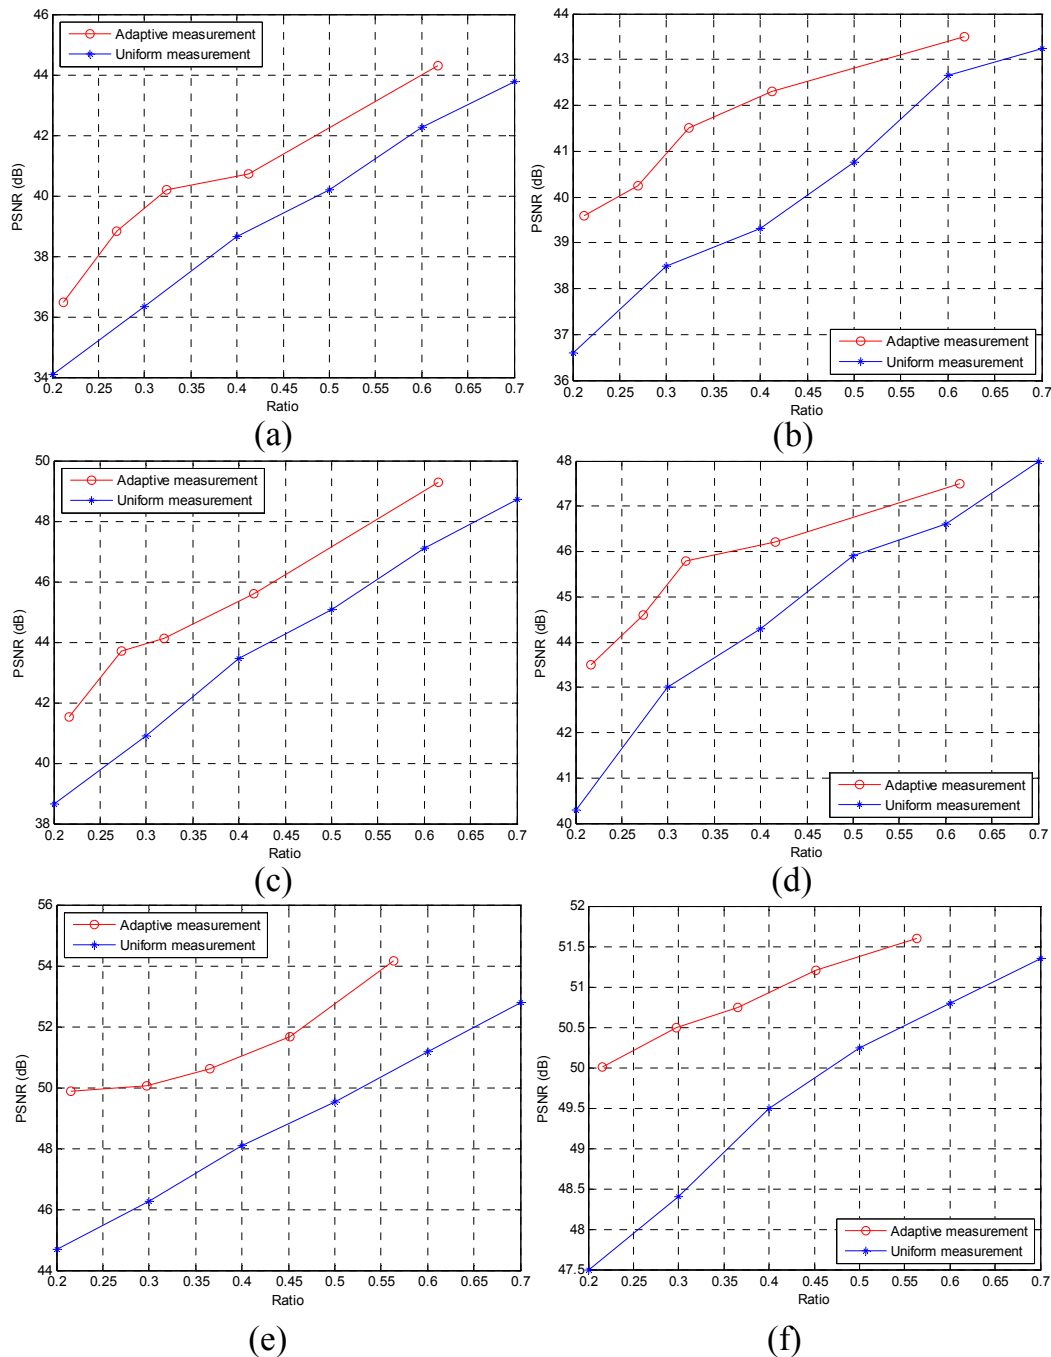 46
44
42
40
38
36
34
PSNR (dB)
Adaptive measurement
Uniform measurement
0.2 0.25 0.3 0.35 0.4 0.45 0.5 0.55 0.6 0.65 0.7
Ratio
(a)
44
43
42
41
40
39
38
37
36
PSNR (dB)
Adaptive measurement
Uniform measurement
0.2 0.25 0.3 0.35 0.4 0.45 0.5 0.55 0.6 0.65 0.7
Ratio
(b)
50
48
46
44
42
40
38
PSNR (dB)
Adaptive measurement
Uniform measurement
0.2 0.25 0.3 0.35 0.4 0.45 0.5 0.55 0.6 0.65 0.7
Ratio
(c)
48
47
46
45
44
43
42
41
40
PSNR (dB)
Adaptive measurement
Uniform measurement
0.2 0.25 0.3 0.35 0.4 0.45 0.5 0.55 0.6 0.65 0.7
Ratio
(d)
56
54
52
50
48
46
44
PSNR (dB)
Adaptive measurement
Uniform measurement
0.2 0.25 0.3 0.35 0.4 0.45 0.5 0.55 0.6 0.65 0.7
Ratio
(e)
52
51.5
51
50.5
50
49.5
49
48.5
48
47.5
PSNR (dB)
Adaptive measurement
Uniform measurement
0.2 0.25 0.3 0.35 0.4 0.45 0.5 0.55 0.6 0.65 0.7
Ratio
(f)